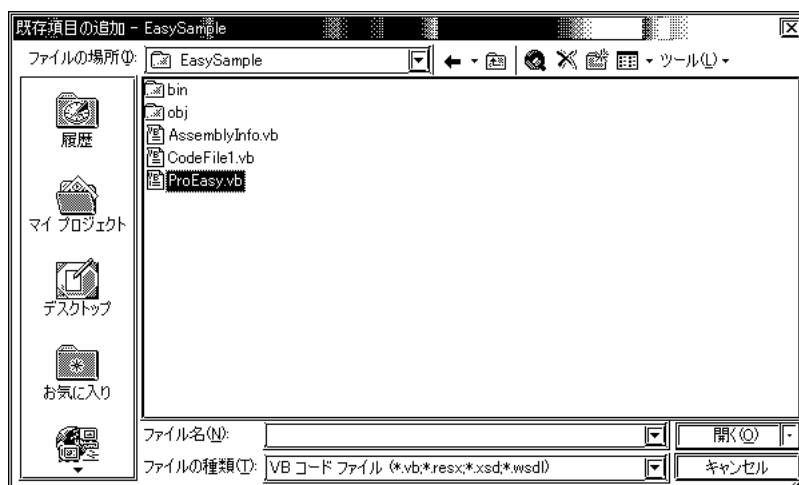 既存項目の追加 - EasySample
ファイルの場所(I):
EasySample
ツール(L)
履歴
マイ プロジェクト
デスクトップ
お気に入り
bin
obj
AssemblyInfo.vb
CodeFile1.vb
ProEasy.vb
ファイル名(N):
開く(O)
ファイルの種類(T):
VB コード ファイル (*.vb;*.resx;*.xsd;*.wsdl)
キャンセル